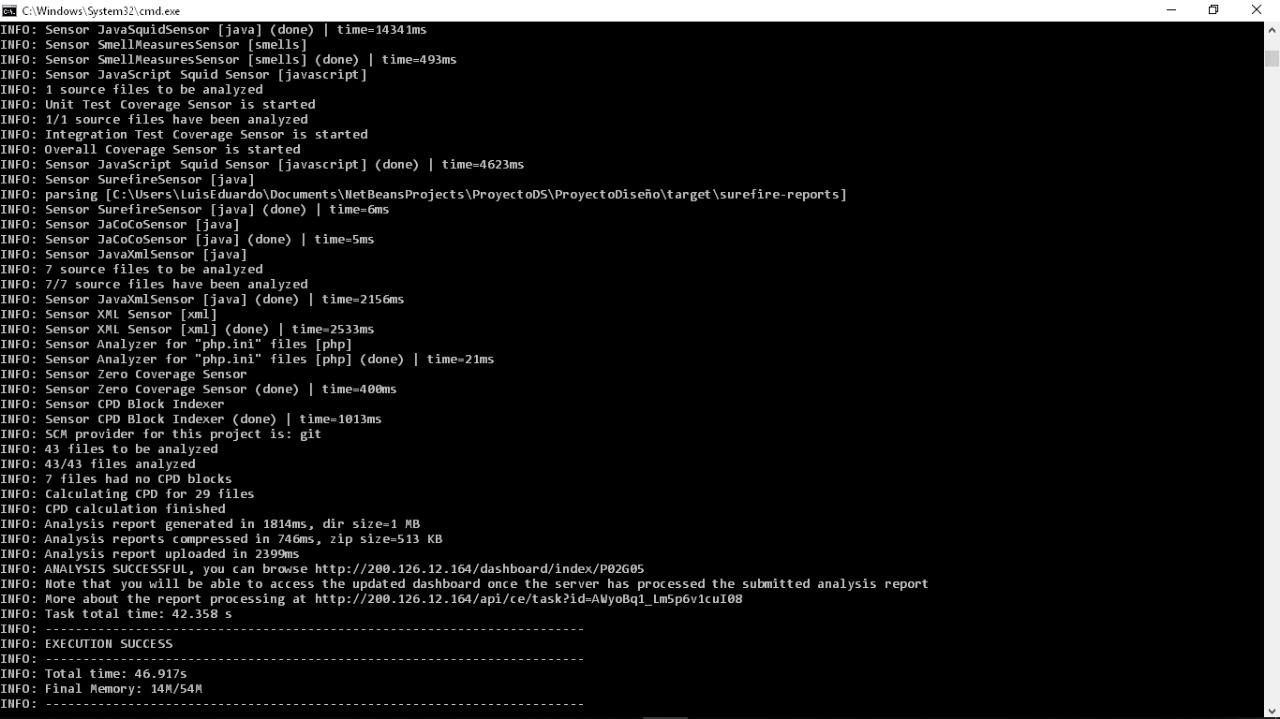 C:\Windows\System32\cmd.exe
INFO: Sensor JavaSquidSensor [java] (done) | time=14341ms
INFO: Sensor SmellMeasuresSensor [smells]
INFO: Sensor SmellMeasuresSensor [smells] (done) | time=493ms
INFO: Sensor JavaScript Squid Sensor [javascript]
INFO: 1 source files to be analyzed
INFO: Unit Test Coverage Sensor is started
INFO: 1/1 source files have been analyzed
INFO: Integration Test Coverage Sensor is started
INFO: Overall Coverage Sensor is started
INFO: Sensor JavaScript Squid Sensor [javascript] (done) | time=4623ms
INFO: Sensor SurefireSensor [java]
INFO: parsing [C:\Users\LuisEduardo\Documents\NetBeansProjects\ProyectoDS\ProyectoDiseño\target\surefire-reports]
INFO: Sensor SurefireSensor [java] (done) | time=6ms
INFO: Sensor JaCoCoSensor [java]
INFO: Sensor JaCoCoSensor [java] (done) | time=5ms
INFO: Sensor JavaXmlSensor [java]
INFO: 7 source files to be analyzed
INFO: 7/7 source files have been analyzed
INFO: Sensor JavaXmlSensor [java] (done) | time=2156ms
INFO: Sensor XML Sensor [xml]
INFO: Sensor XML Sensor [xml] (done) | time=2533ms
INFO: Sensor Analyzer for "php.ini" files [php]
INFO: Sensor Analyzer for "php.ini" files [php] (done) | time=21ms
INFO: Sensor Zero Coverage Sensor
INFO: Sensor Zero Coverage Sensor (done) | time=400ms
INFO: Sensor CPD Block Indexer
INFO: Sensor CPD Block Indexer (done) | time=1013ms
INFO: SCM provider for this project is: git
INFO: 43 files to be analyzed
INFO: 43/43 files analyzed
INFO: 7 files had no CPD blocks
INFO: Calculating CPD for 29 files
INFO: CPD calculation finished
INFO: Analysis report generated in 1814ms, dir size=1 MB
INFO: Analysis reports compressed in 746ms, zip size=513 KB
INFO: Analysis report uploaded in 2399ms
INFO: ANALYSIS SUCCESSFUL, you can browse http://200.126.12.164/dashboard/index/P02G05
INFO: Note that you will be able to access the updated dashboard once the server has processed the submitted analysis report
INFO: More about the report processing at http://200.126.12.164/api/ce/task?id=AWyoBq1_Lm5p6v1cuI08
INFO: Task total time: 42.358 s
INFO: ------------------------------------------------------------------------
INFO: EXECUTION SUCCESS
INFO: ------------------------------------------------------------------------
INFO: Total time: 46.917s
INFO: Final Memory: 14M/54M
INFO: ------------------------------------------------------------------------